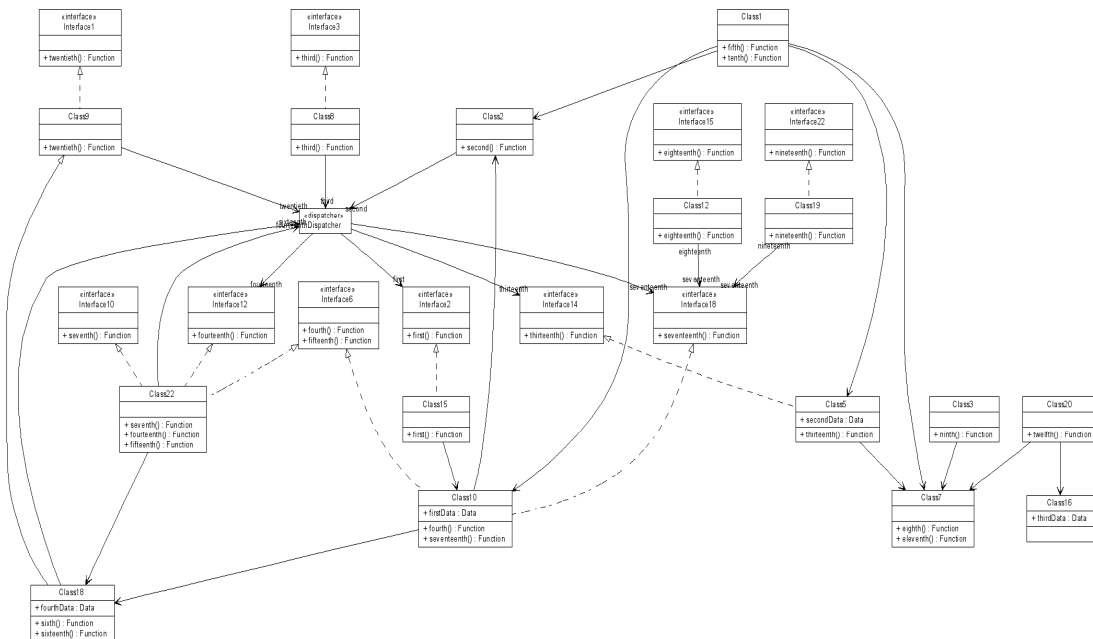 «interface»
Interface1
+ twentieth() : Function
«interface»
Interface3
+ third() : Function
Class1
+ fifth() : Function
+ tenth() : Function
Class9
+ twentieth() : Function
Class8
+ third() : Function
Class2
+ second() : Function
«interface»
Interface15
+ eighteenth() : Function
«interface»
Interface22
+ nineteenth() : Function
twentieth
third
second
«dispatcher»
Dispatcher
sixteenth
fourteenth
Class12
+ eighteenth() : Function
Class19
+ nineteenth() : Function
eighteenth
nineteenth
fourteenth
first
thirteenth
seventeenth
seventeenth
seventeenth
«interface»
Interface10
+ seventh() : Function
«interface»
Interface12
+ fourteenth() : Function
«interface»
Interface6
+ fourth() : Function
+ fifteenth() : Function
«interface»
Interface2
+ first() : Function
«interface»
Interface14
+ thirteenth() : Function
«interface»
Interface18
+ seventeenth() : Function
Class22
+ seventh() : Function
+ fourteenth() : Function
+ fifteenth() : Function
Class15
+ first() : Function
Class5
+ secondData : Data
+ thirteenth() : Function
Class3
+ ninth() : Function
Class20
+ twelfth() : Function
Class10
+ firstData : Data
+ fourth() : Function
+ seventeenth() : Function
Class7
+ eighth() : Function
+ eleventh() : Function
Class16
+ thirdData : Data
Class18
+ fourthData : Data
+ sixth() : Function
+ sixteenth() : Function